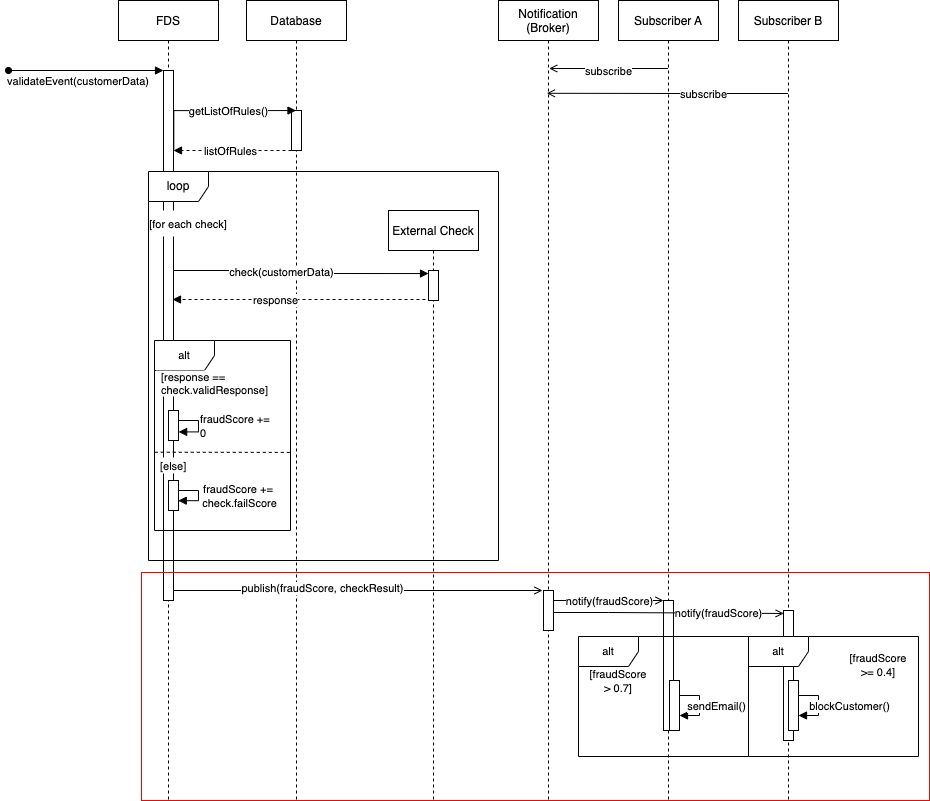 FDS
Database
Notification
(Broker)
Subscriber A
Subscriber B
subscribe
validateEvent(customerData)
subscribe
getListOfRules()
listOfRules
loop
[for each check]
External Check
check(customerData)
response
alt
[response ==
check.validResponse]
fraudScore +=
0
[else]
fraudScore +=
check.failScore
publish(fraudScore, checkResult)
notify(fraudScore)
notify(fraudScore)
alt
[fraudScore
> 0.7]
sendEmail()
alt
[fraudScore
>= 0.4]
blockCustomer()